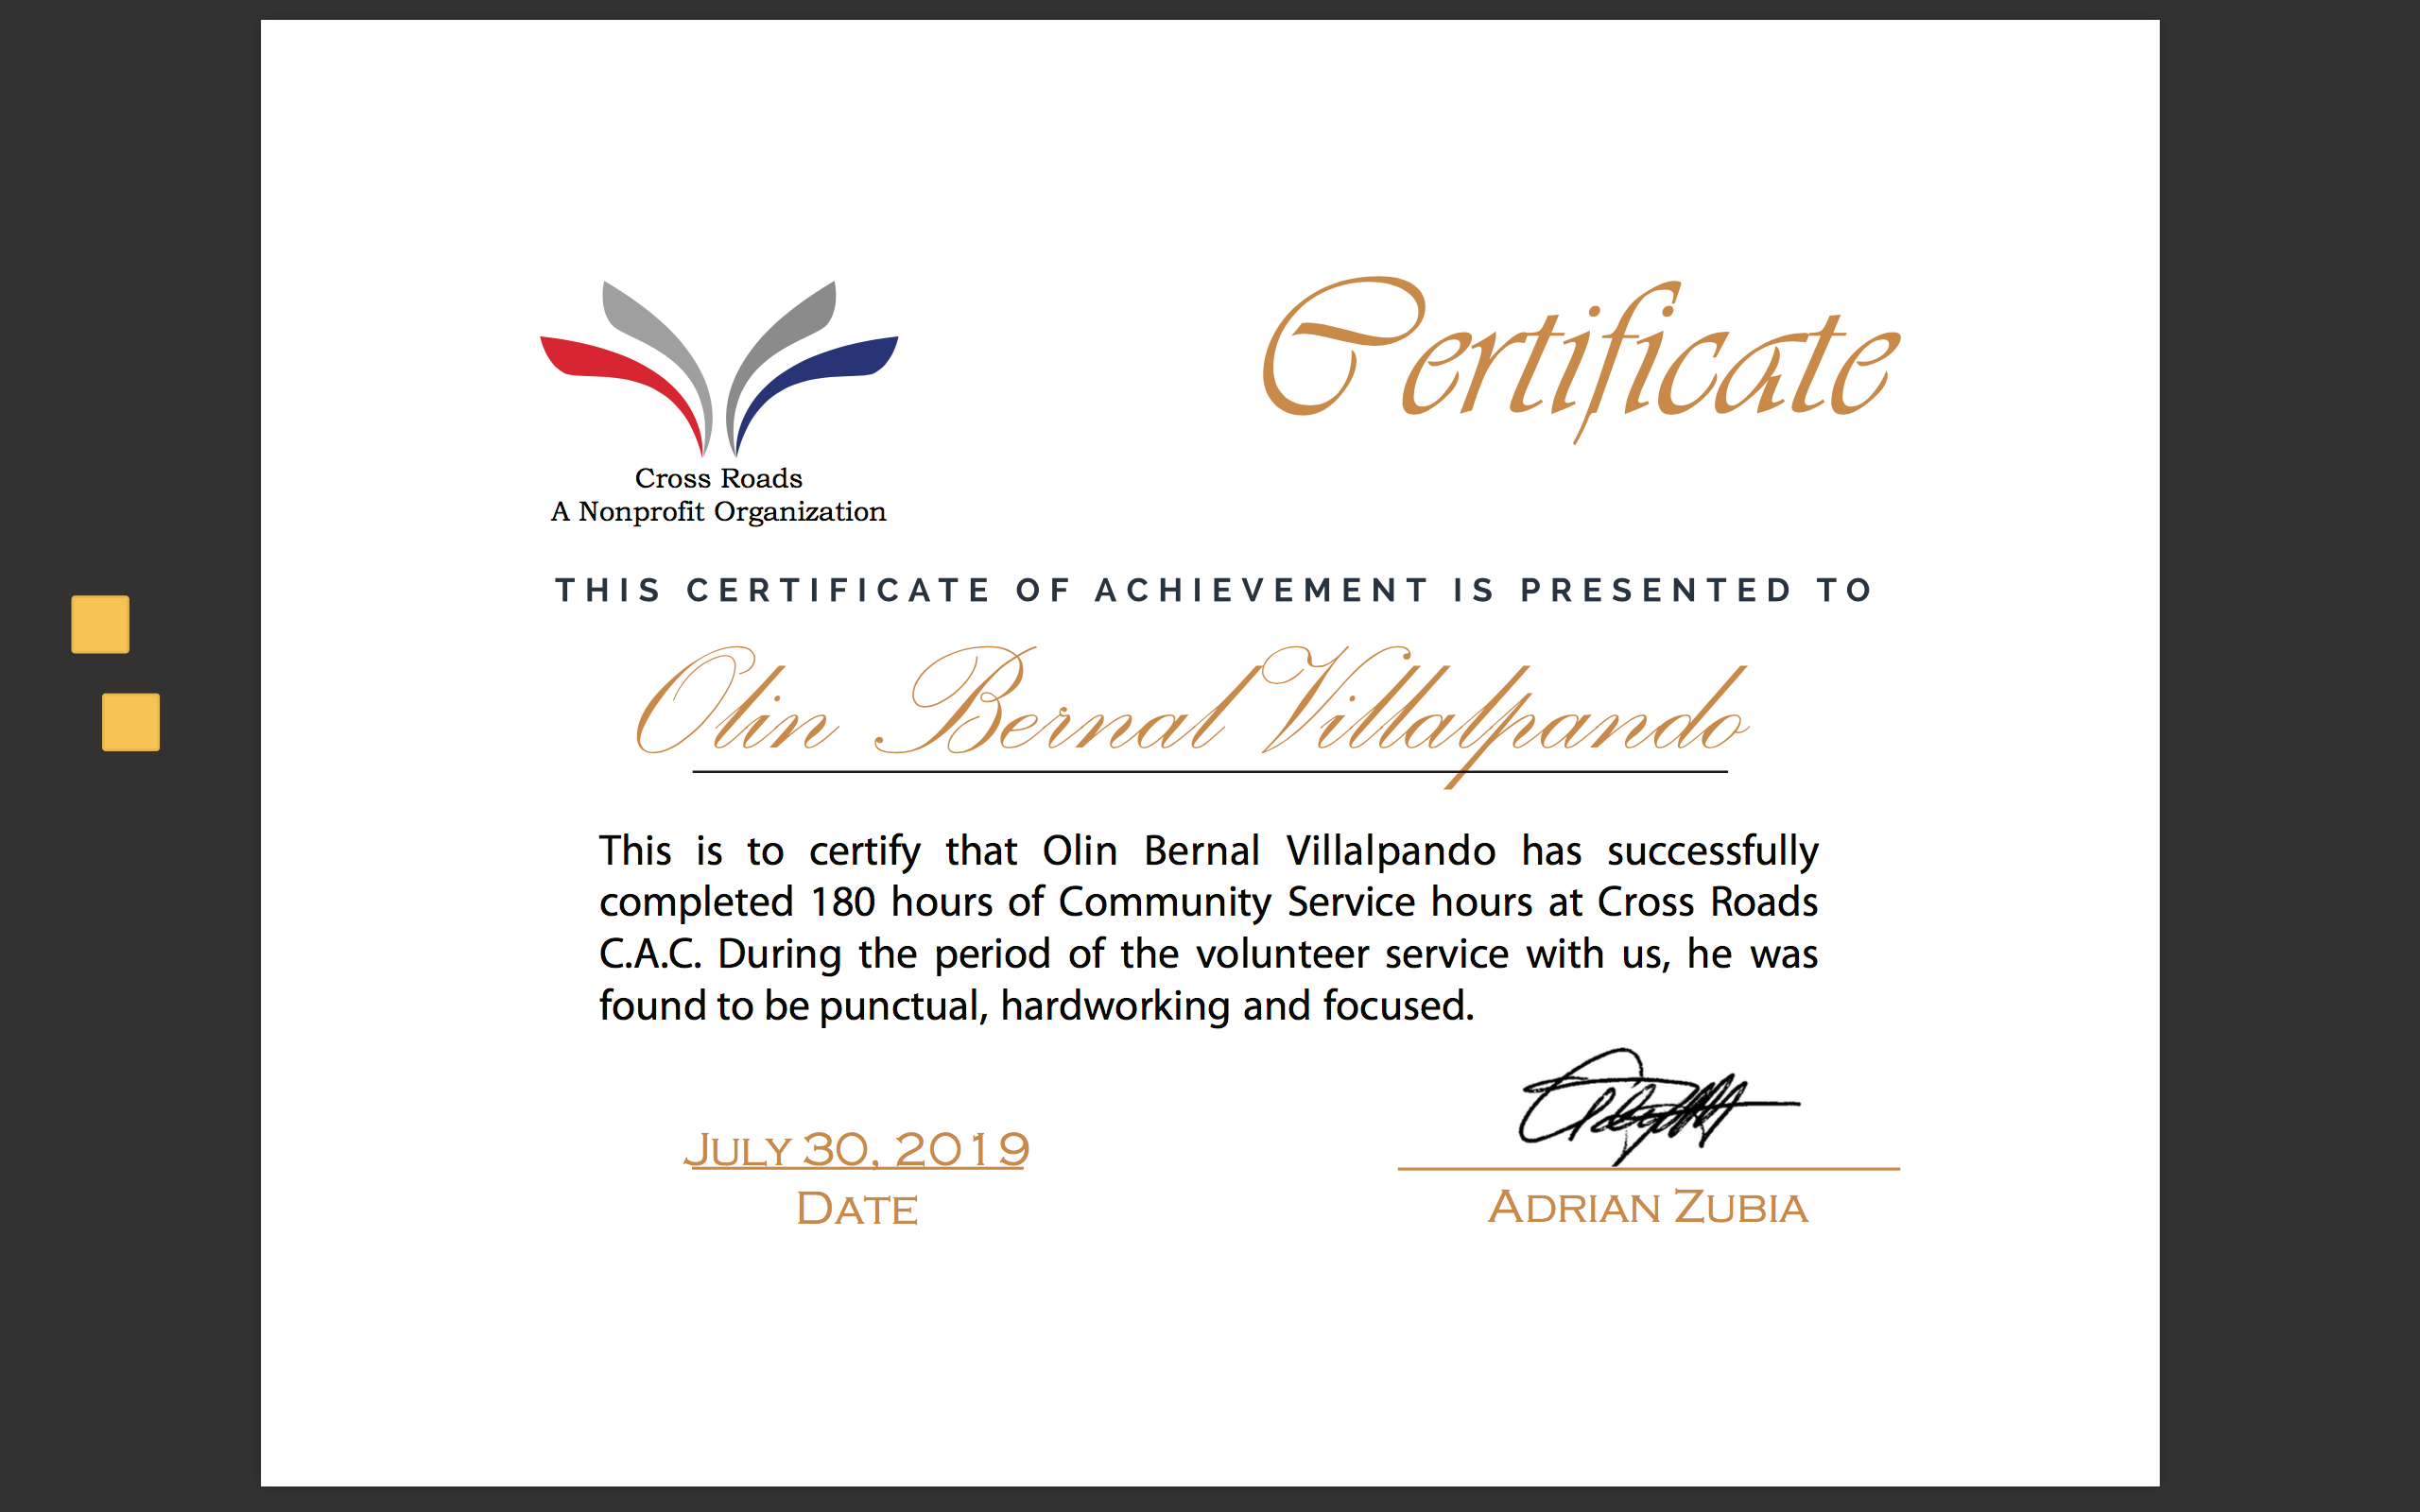 Certificate
Cross Roads
A Nonprofit Organization
THIS CERTIFICATE OF ACHIEVEMENT IS PRESENTED TO
Olin Bernal Villalpando
This is to certify that Olin Bernal Villalpando has successfully
completed 180 hours of Community Service hours at Cross Roads
C.A.C. During the period of the volunteer service with us, he was
found to be punctual, hardworking and focused.
July 30, 2019
Date
Adrian Zubia